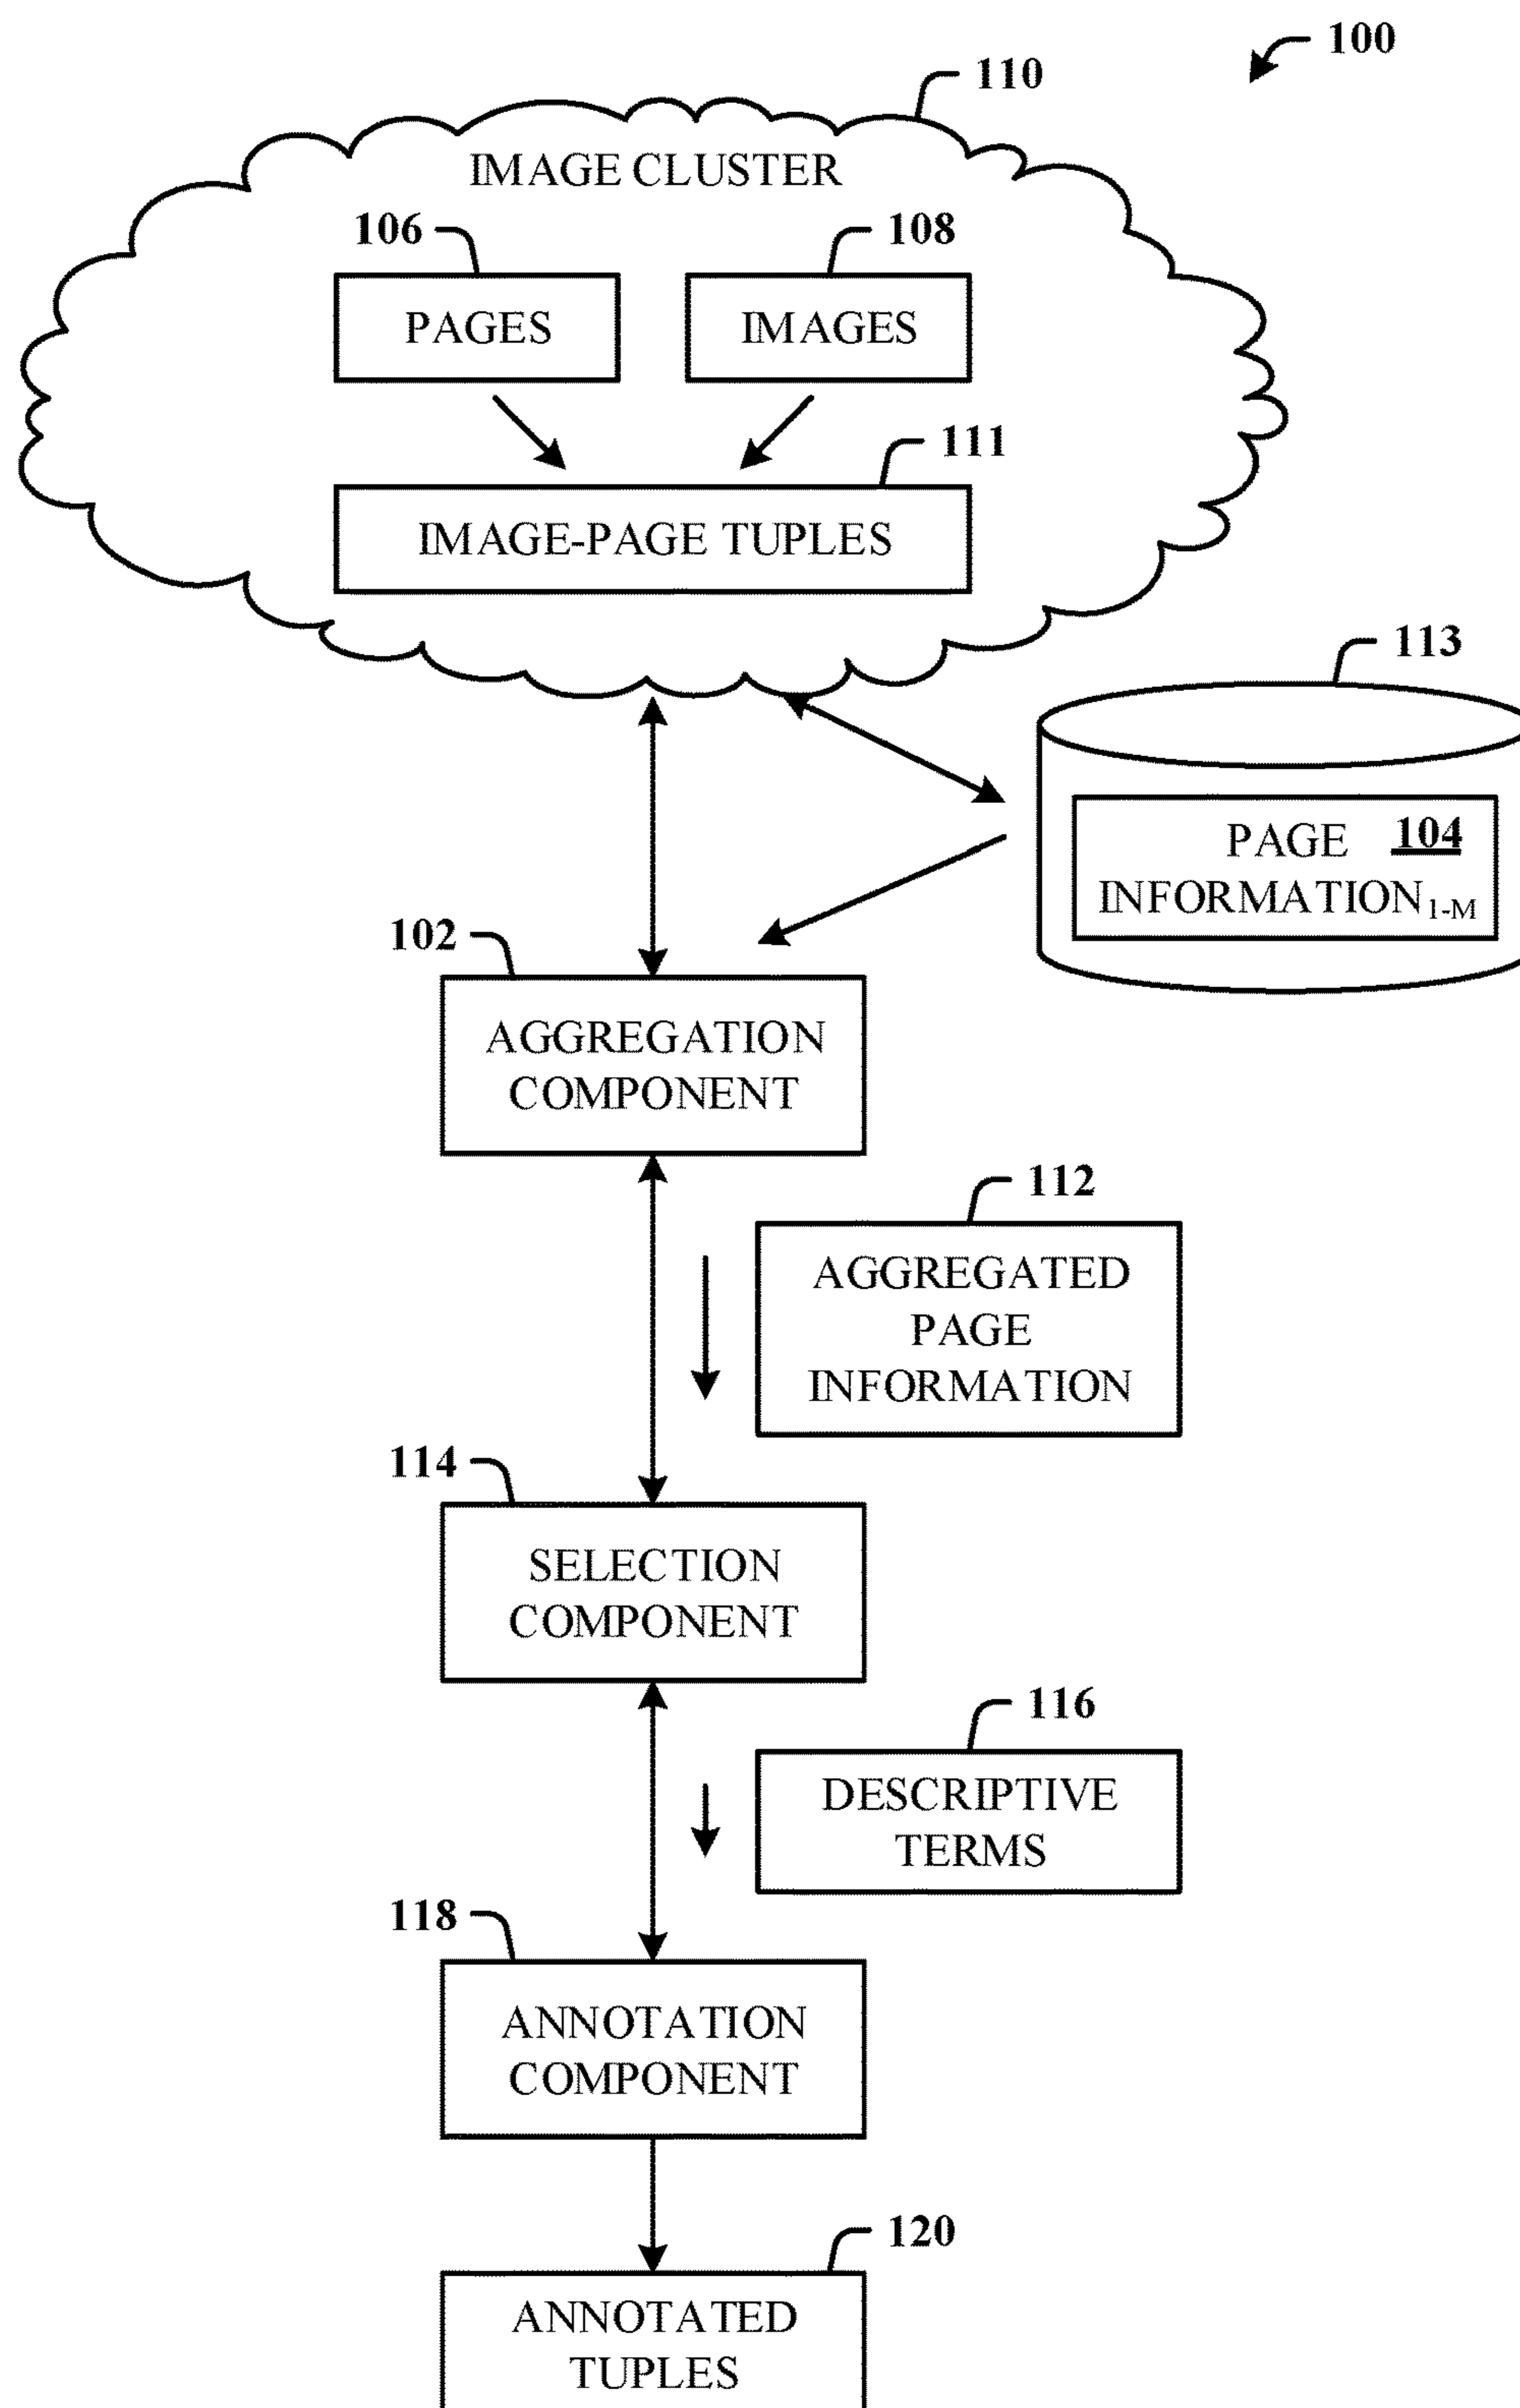 100
110
IMAGE CLUSTER
106
108
PAGES
IMAGES
111
IMAGE-PAGE TUPLES
113
PAGE 104
INFORMATION1-M
102
AGGREGATION
COMPONENT
112
AGGREGATED
PAGE
INFORMATION
114
SELECTION
COMPONENT
116
DESCRIPTIVE
TERMS
118
ANNOTATION
COMPONENT
120
ANNOTATED
TUPLES